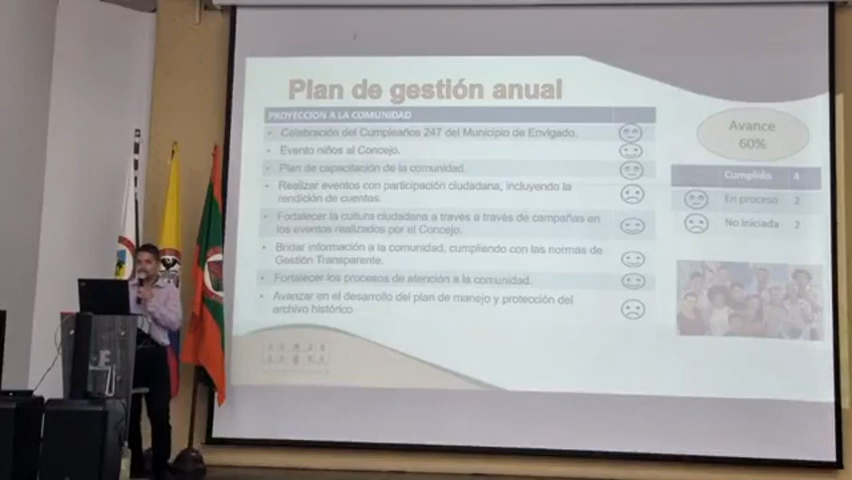 Plan de gestión anual
PROYECCION A LA COMUNIDAD
Celebración del Cumpleaños 247 del Municipio de Envigado.
Evento niños al Concejo.
Plan de capacitación de la comunidad.
Realizar eventos con participación ciudadana, incluyendo la
rendición de cuentas.
Fortalecer la cultura ciudadana a través a través de campañas en
los eventos realizados por el Concejo.
Bridar información a la comunidad, cumpliendo con las normas de
Gestión Transparente.
Fortalecer los procesos de atención a la comunidad.
Avanzar en el desarrollo del plan de manejo y protección del
archivo histórico
Avance
60%
Cumplido 4
En proceso 2
No iniciada 2